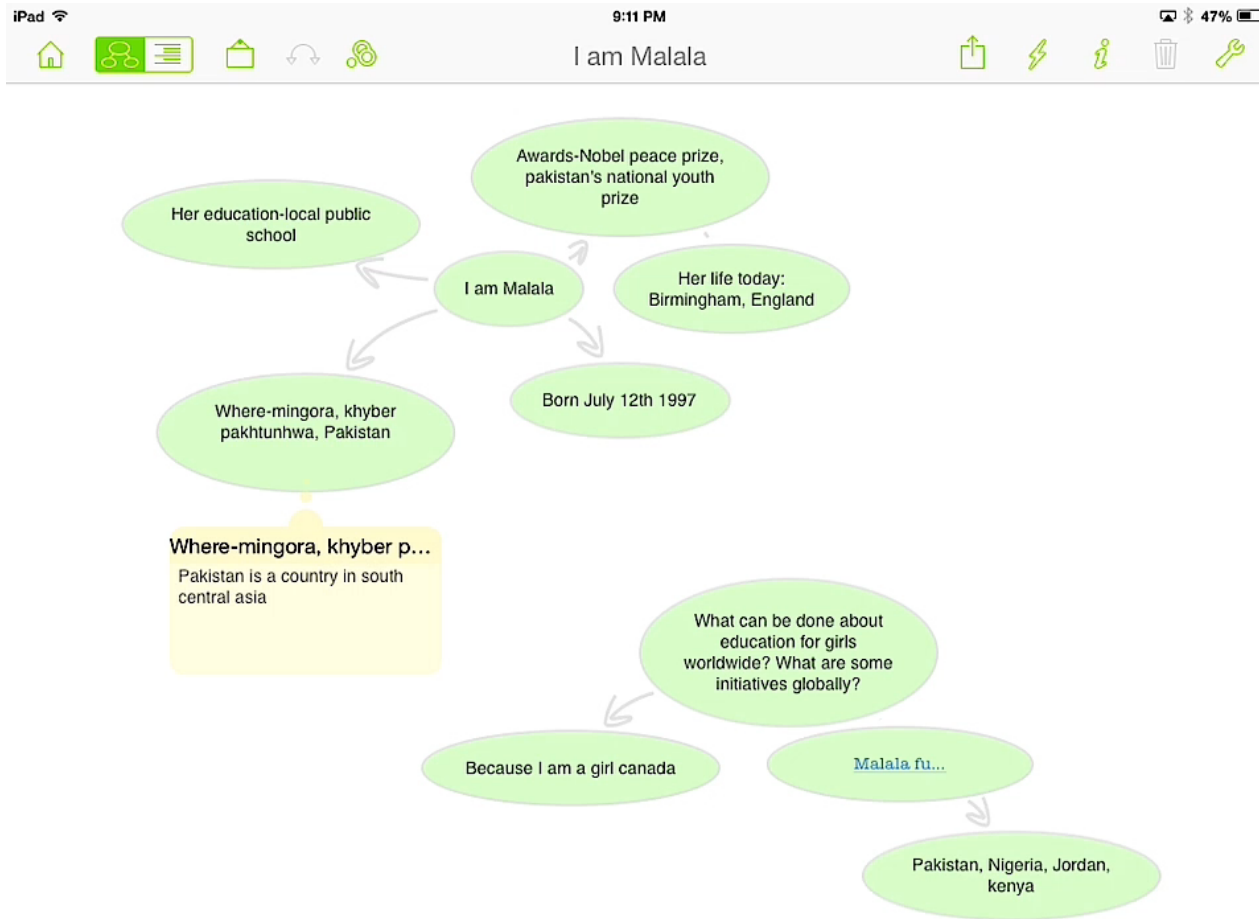 iPad
9:11 PM
47%
I am Malala
Awards-Nobel peace prize,
pakistan's national youth
prize
Her education-local public
school
I am Malala
Her life today:
Birmingham, England
Born July 12th 1997
Where-mingora, khyber
pakhtunhwa, Pakistan
Where-mingora, khyber p...
Pakistan is a country in south
central asia
What can be done about
education for girls
worldwide? What are some
initiatives globally?
Because I am a girl canada
Malala fu...
Pakistan, Nigeria, Jordan,
kenya